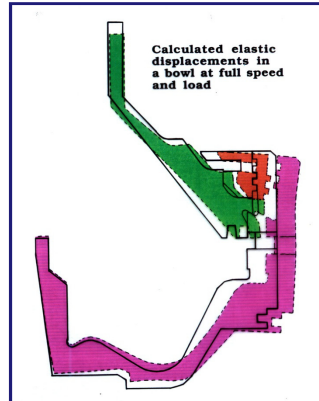 Calculated elastic
displacements in
a bowl at full speed
and load